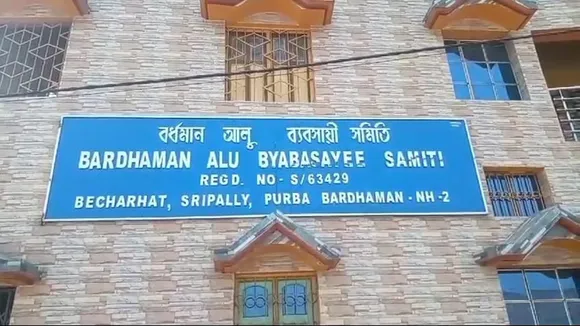 বর্ধমান আলু ব্যবসায়ী সমিতি
BARDHAMAN ALU BYABASAYEE SAMITI
REGD. NO - S/63429
BECHARHAT, SRIPALLY, PURBA BARDHAMAN - NH - 2